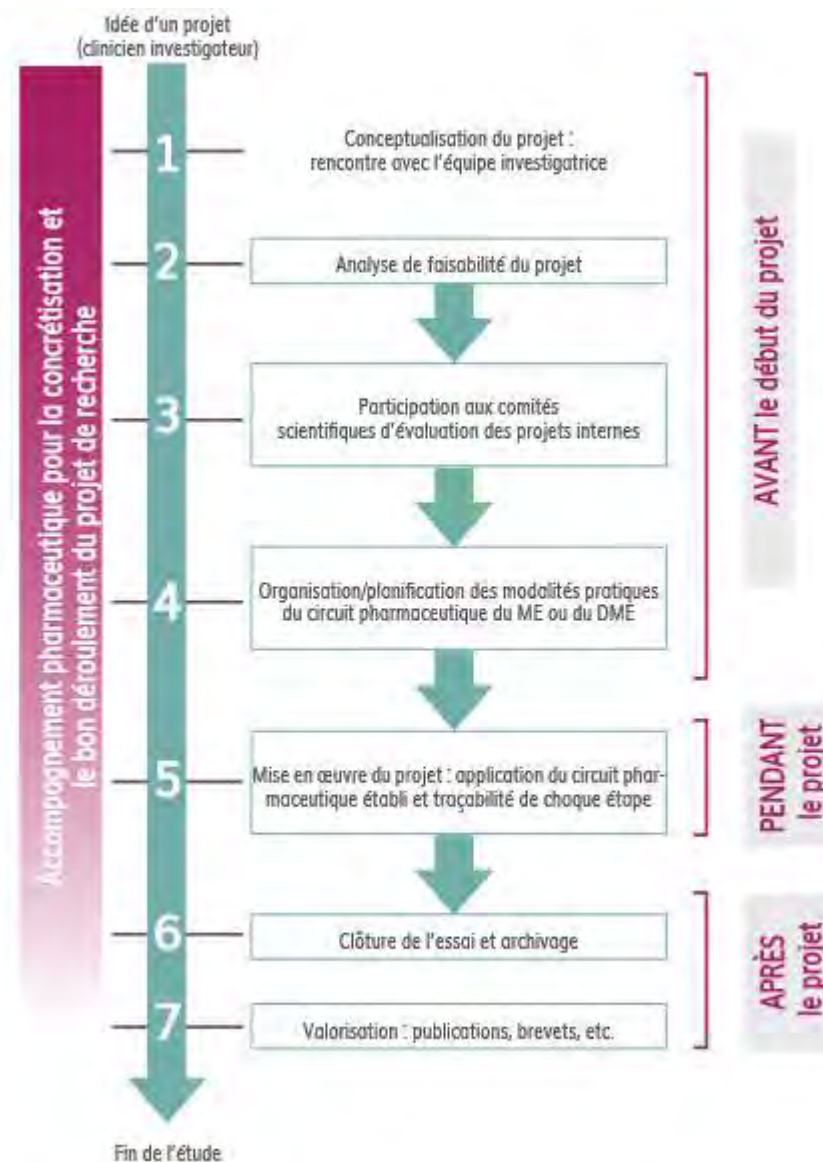 Idée d'un projet
(clinicien investigateur)
Accompagnement pharmaceutique pour la concrétisation et
le bon déroulement du projet de recherche
1
Conceptualisation du projet :
rencontre avec l'équipe investigatrice
2
Analyse de faisabilité du projet
3
Participation aux comités
scientifiques d'évaluation des projets internes
4
Organisation/planification des modalités pratiques
du circuit pharmaceutique du ME ou du DME
AVANT le début du projet
5
Mise en œuvre du projet : application du circuit phar-
maceutique établi et traçabilité de chaque étape
PENDANT
le projet
6
Clôture de l'essai et archivage
7
Valorisation : publications, brevets, etc.
APRÈS
le projet
Fin de l'étude